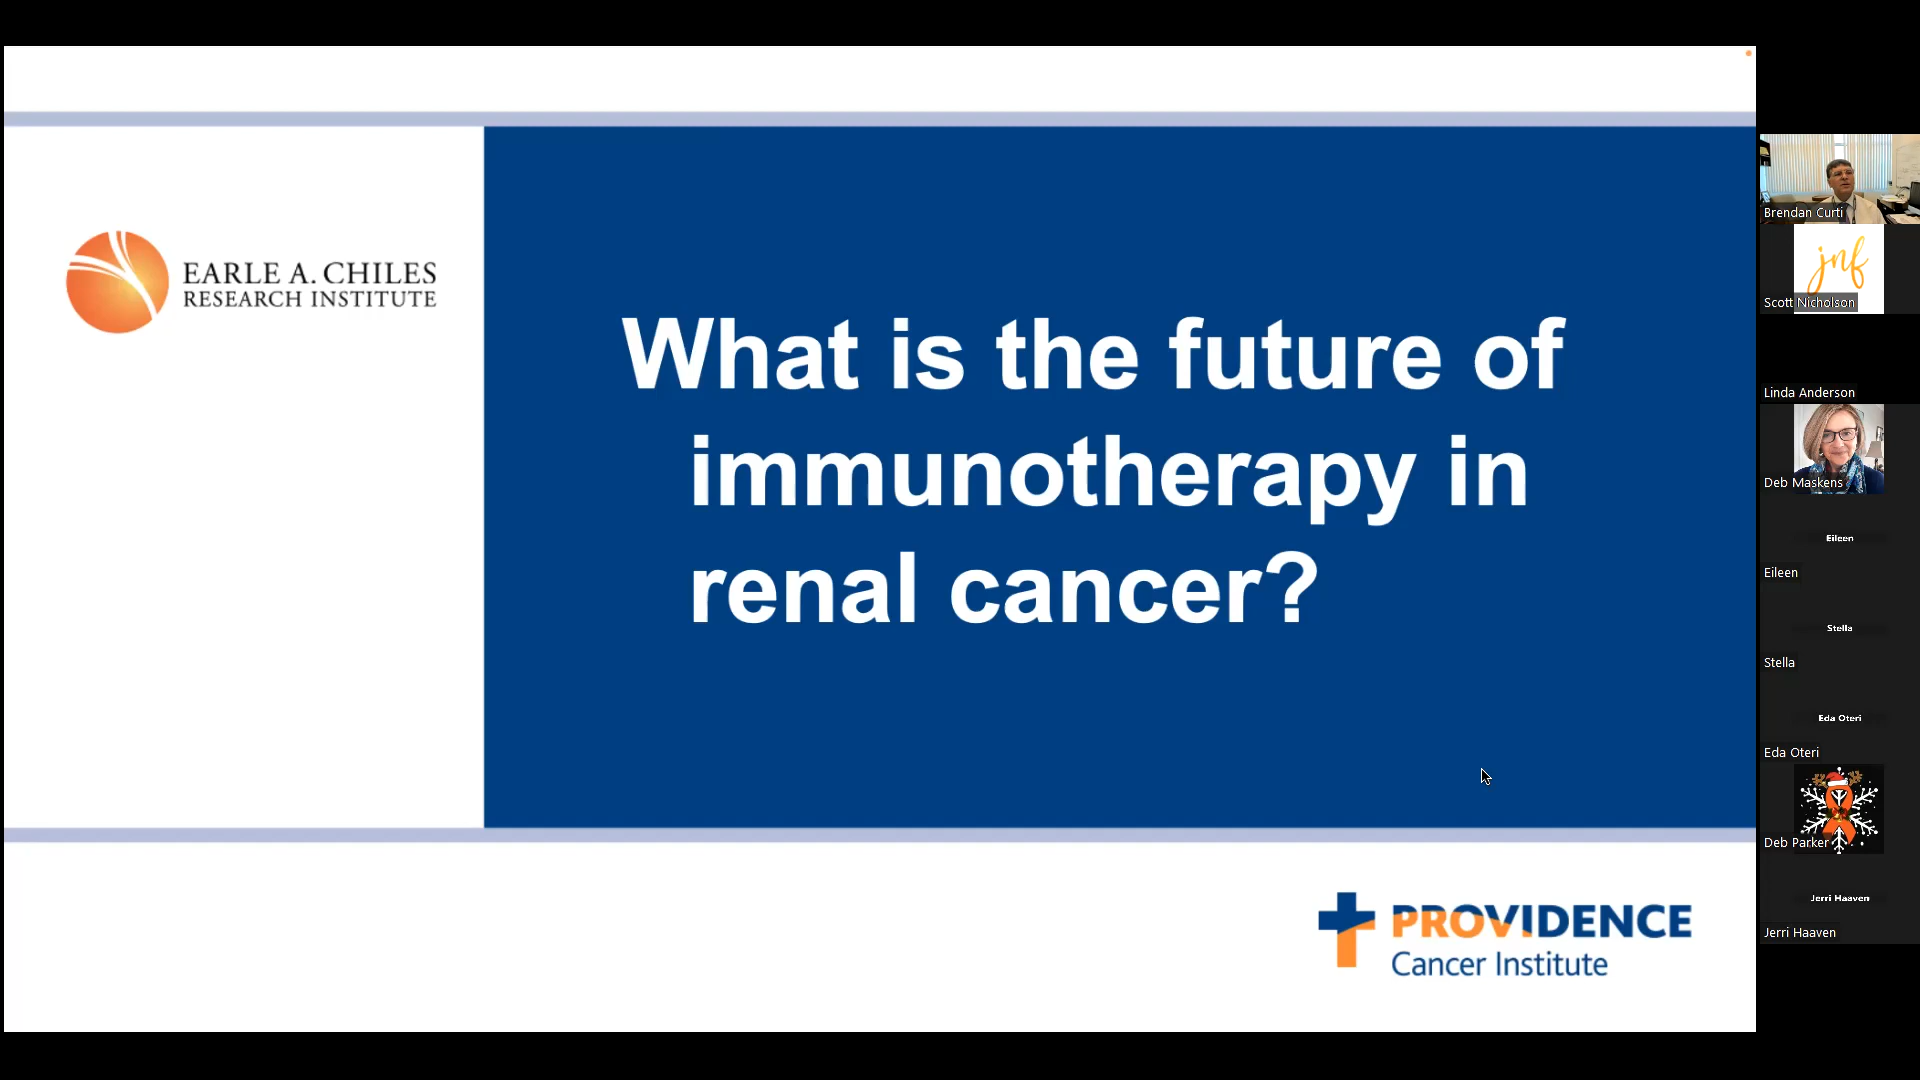 EARLE A. CHILES
RESEARCH INSTITUTE
What is the future of
immunotherapy in
renal cancer?
PROVIDENCE
Cancer Institute
Brendan Curti
jnf
Scott Nicholson
Linda Anderson
Deb Maskens
Eileen
Eileen
Stella
Stella
Eda Oteri
Eda Oteri
Deb Parker
Jerri Haaven
Jerri Haaven